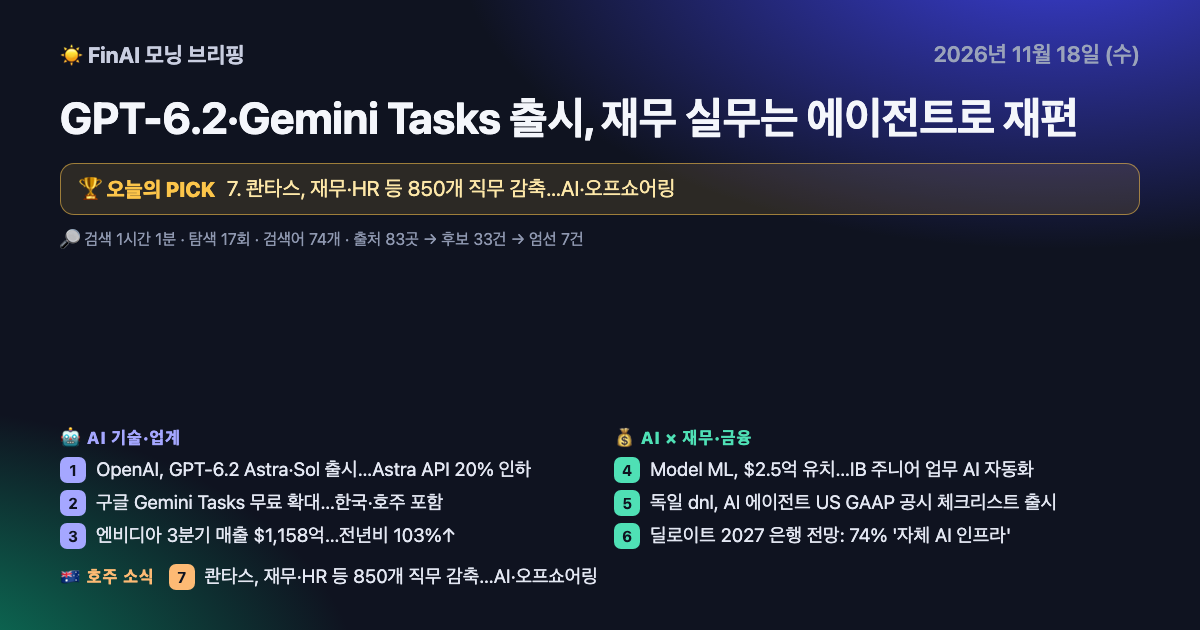 ☀️ FinAI 모닝 브리핑
2026년 11월 18일 (수)
GPT-6.2·Gemini Tasks 출시, 재무 실무는 에이전트로 재편
🏆 오늘의 PICK 7. 콴타스, 재무·HR 등 850개 직무 감축…AI·오프쇼어링
🔎 검색 1시간 1분 · 탐색 17회 · 검색어 74개 · 출처 83곳 → 후보 33건 → 엄선 7건
🤖 AI 기술·업계
1 OpenAI, GPT-6.2 Astra·Sol 출시…Astra API 20% 인하
2 구글 Gemini Tasks 무료 확대…한국·호주 포함
3 엔비디아 3분기 매출 $1,158억…전년비 103%↑
💰 AI × 재무·금융
4 Model ML, $2.5억 유치…IB 주니어 업무 AI 자동화
5 독일 dnl, AI 에이전트 US GAAP 공시 체크리스트 출시
6 딜로이트 2027 은행 전망: 74% '자체 AI 인프라'
🇦🇺 호주 소식 7 콴타스, 재무·HR 등 850개 직무 감축…AI·오프쇼어링